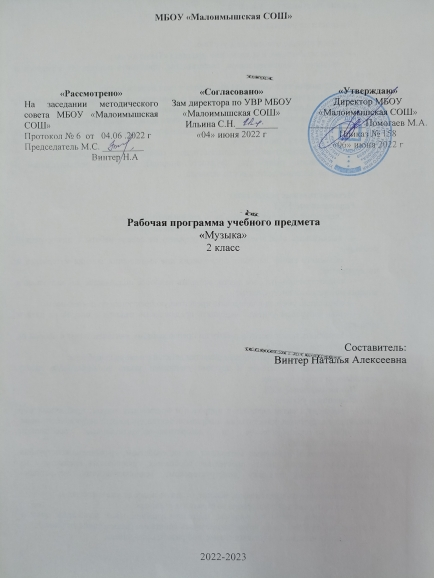 МБОУ «Малоимышская СОШ»
«Рассмотрено»
На заседании методического
совета МБОУ «Малоимышская
СОШ»
Протокол № 6 от 04.06 .2022 г
Председатель М.С.
Винтер/Н.А
«Согласовано»
Зам директора по УВР МБОУ
«Малоимышская СОШ»
Ильина С.Н.
«04» июня 2022 г
«Утверждаю»
Директор МБОУ
«Малоимышская СОШ»
Помогаев М.А.
Приказ № 158
июня 2022 г
Рабочая программа учебного предмета
«Музыка»
2 класс
Составитель:
Винтер Наталья Алексеевна
2022-2023